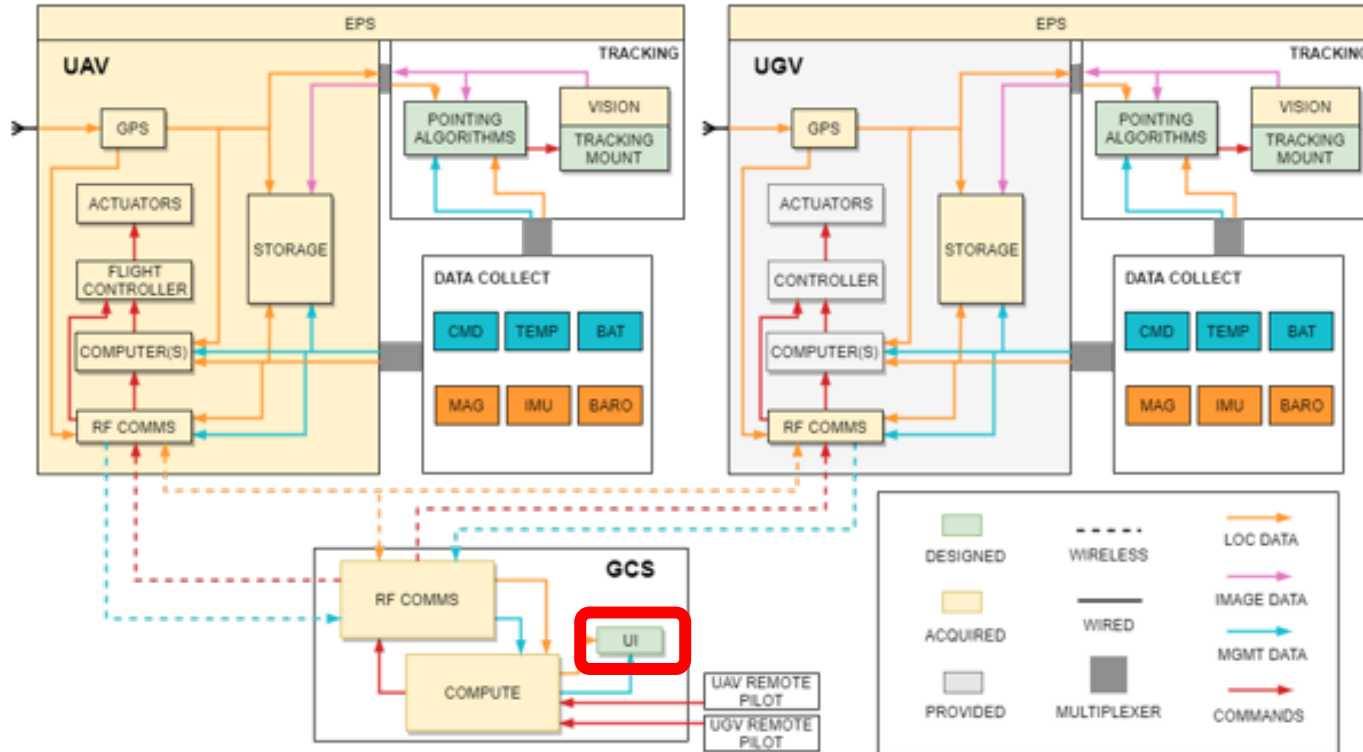 EPS
UAV
TRACKING
GPS
POINTING
ALGORITHMS
VISION
TRACKING
MOUNT
ACTUATORS
STORAGE
FLIGHT
CONTROLLER
COMPUTER(S)
RF COMMS
DATA COLLECT
CMD
TEMP
BAT
MAG
IMU
BARO
EPS
UGV
TRACKING
GPS
POINTING
ALGORITHMS
VISION
TRACKING
MOUNT
ACTUATORS
STORAGE
CONTROLLER
COMPUTER(S)
RF COMMS
DATA COLLECT
CMD
TEMP
BAT
MAG
IMU
BARO
GCS
RF COMMS
UI
COMPUTE
UAV REMOTE
PILOT
UGV REMOTE
PILOT
DESIGNED
WIRELESS
LOC DATA
IMAGE DATA
ACQUIRED
WIRED
MGMT DATA
PROVIDED
MULTIPLEXER
COMMANDS